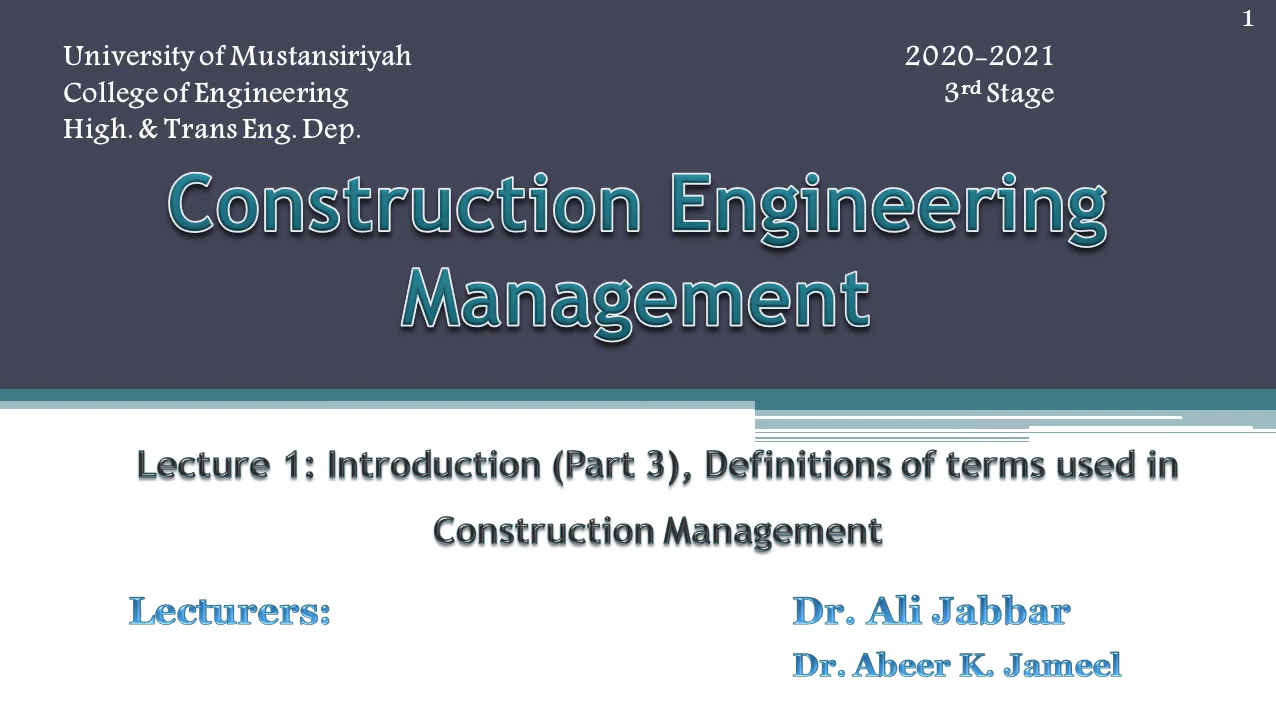 1
University of Mustansiriyah 2020-2021
College of Engineering 3rd Stage
High. & Trans Eng. Dep.
Construction Engineering
Management
Lecture 1: Introduction (Part 3), Definitions of terms used in
Construction Management
Lecturers: Dr. Ali Jabbar
Dr. Abeer K. Jameel